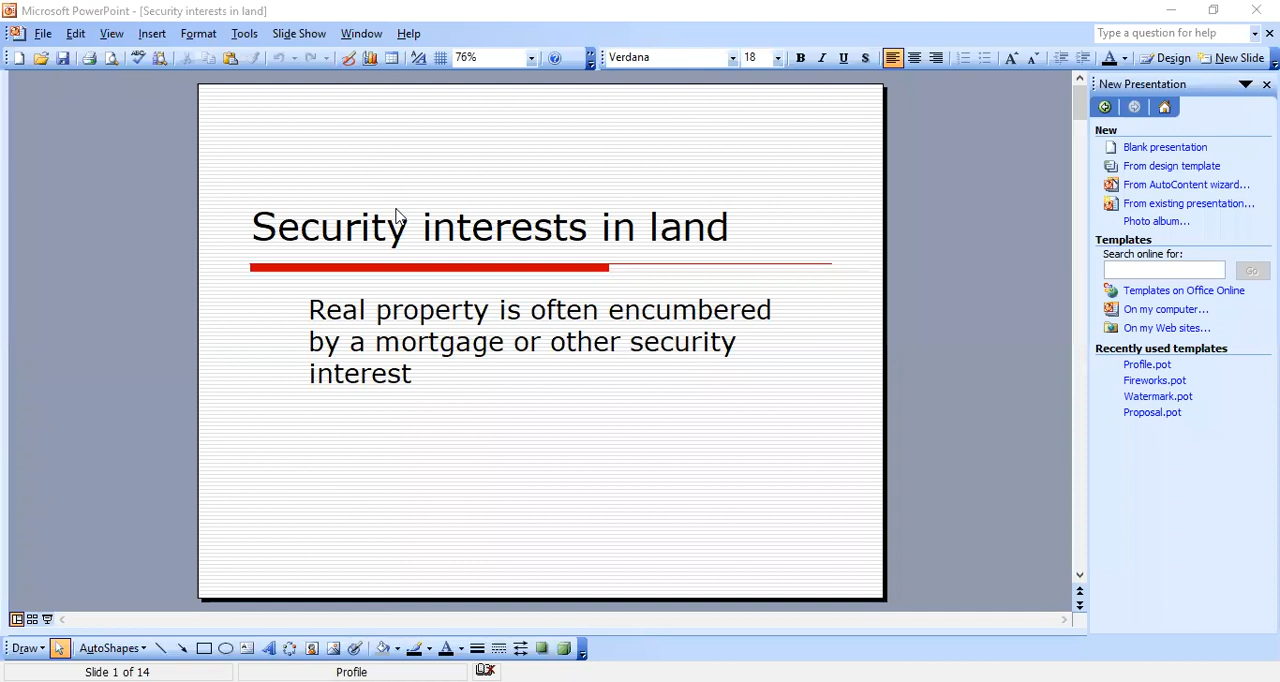 Microsoft PowerPoint - [Security interests in land]
File Edit View Insert Format Tools Slide Show Window Help
Type a question for help
76% Verdana 18 B I U S A Design New Slide
New Presentation
New
Blank presentation
From design template
From AutoContent wizard...
From existing presentation...
Photo album...
Templates
Search online for:
Go
Templates on Office Online
On my computer...
On my Web sites...
Recently used templates
Profile.pot
Fireworks.pot
Watermark.pot
Proposal.pot
Security interests in land
Real property is often encumbered
by a mortgage or other security
interest
Draw AutoShapes
Slide 1 of 14 Profile